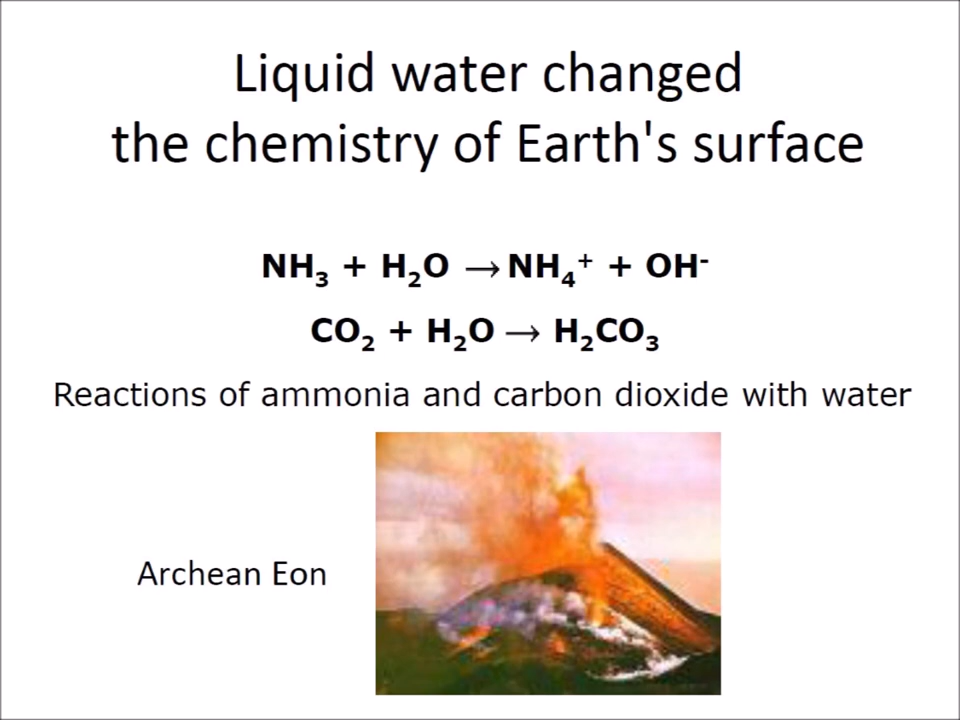 Liquid water changed
the chemistry of Earth's surface
NH₃ + H₂O → NH₄⁺ + OH⁻
CO₂ + H₂O → H₂CO₃
Reactions of ammonia and carbon dioxide with water
Archean Eon